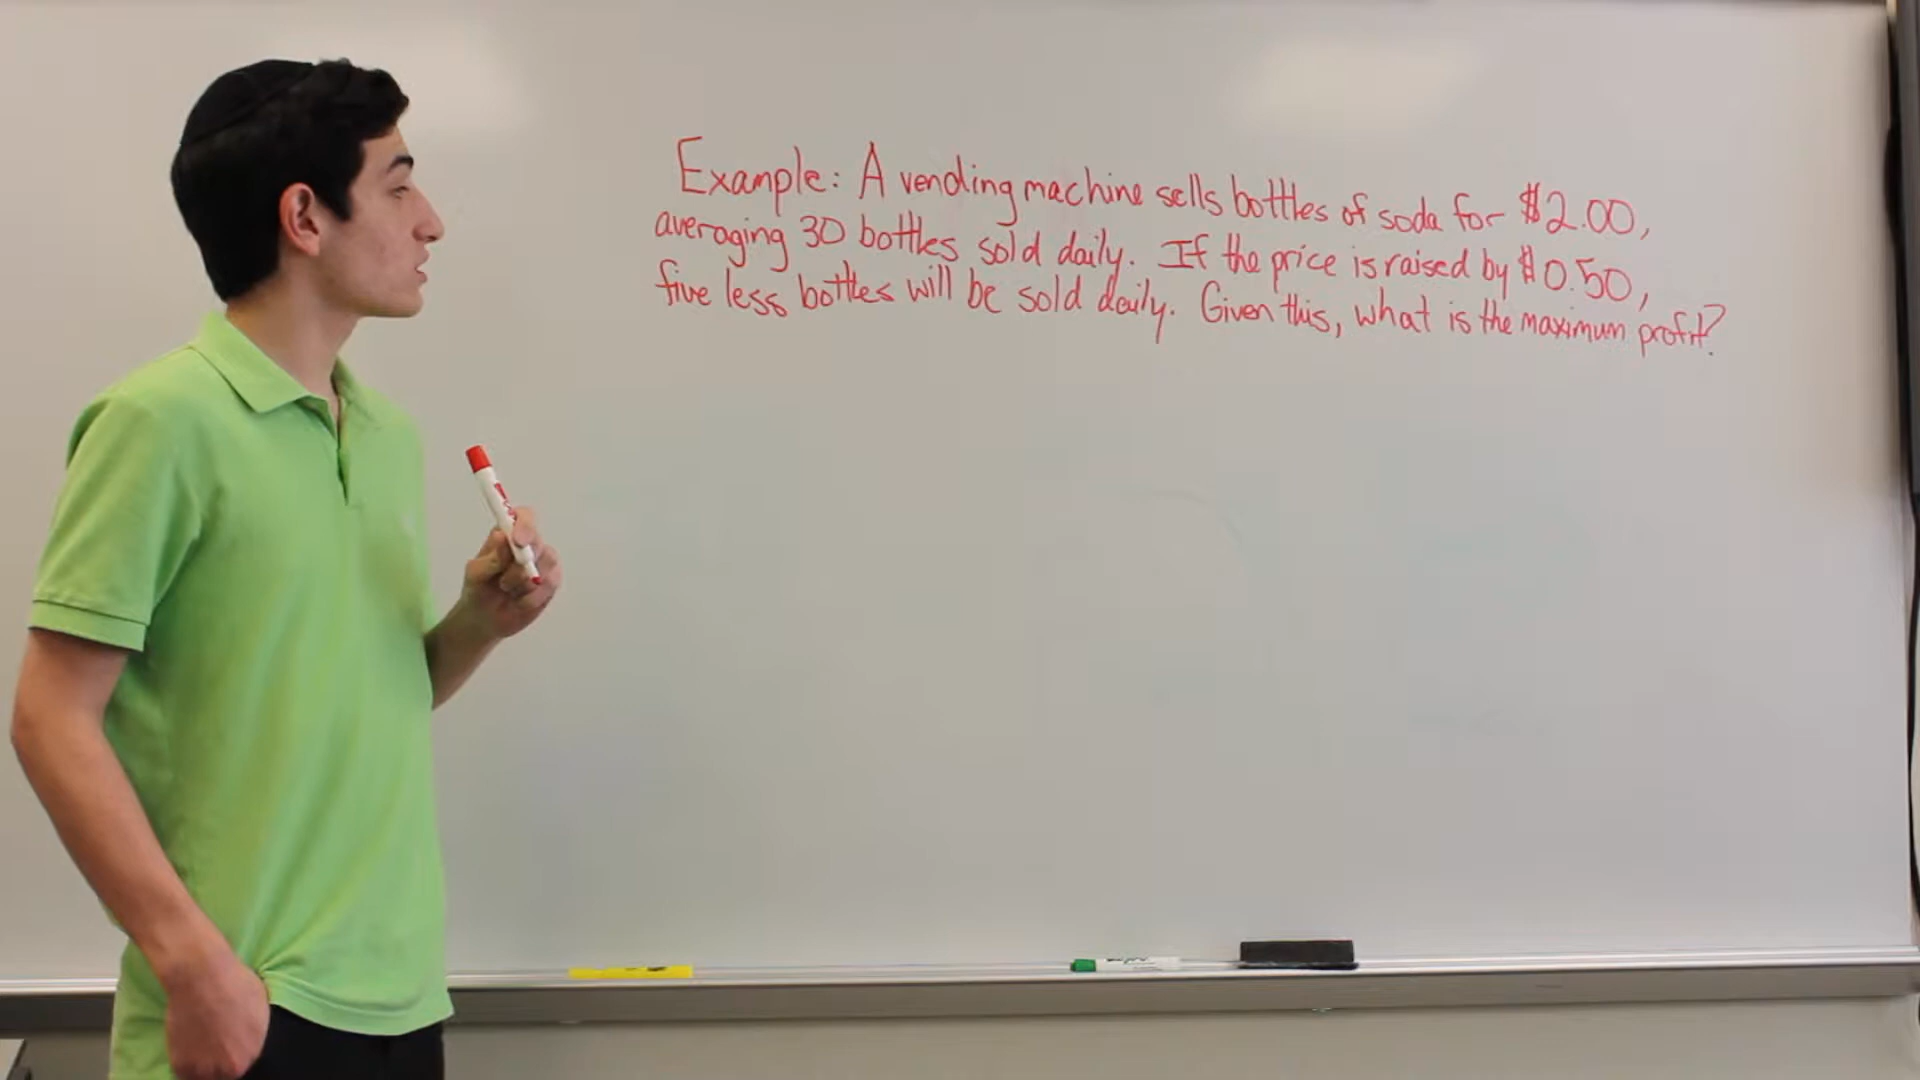 Example: A vending machine sells bottles of soda for $2.00,
averaging 30 bottles sold daily. If the price is raised by $0.50,
five less bottles will be sold daily. Given this, what is the maximum profit?